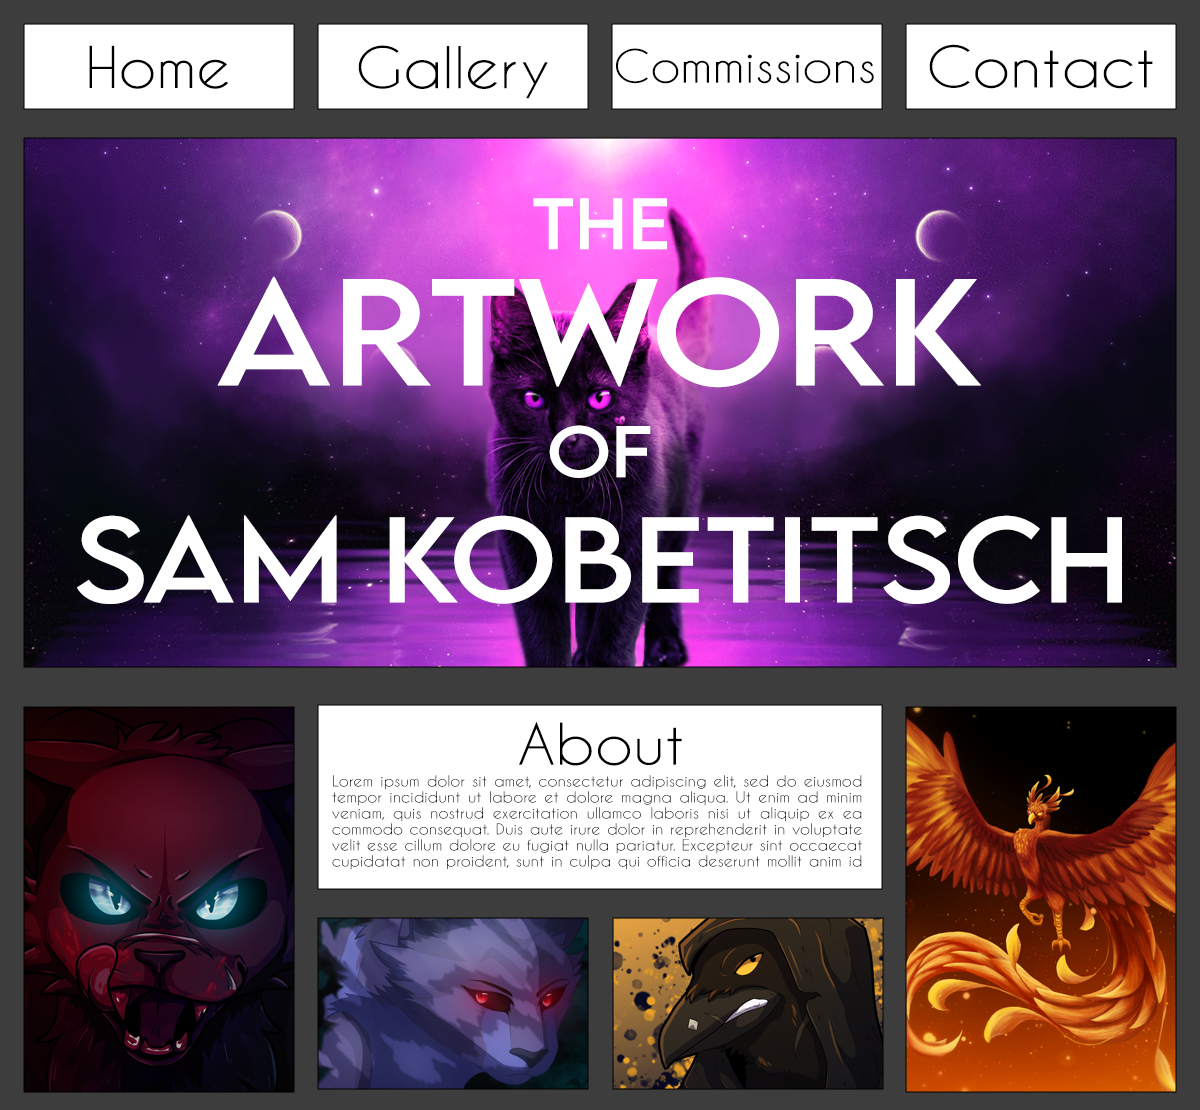 Home
Gallery
Commissions
Contact
THE
ARTWORK
OF
SAM KOBETITSCH
About
Lorem ipsum dolor sit amet, consectetur adipiscing elit, sed do eiusmod
tempor incididunt ut labore et dolore magna aliqua. Ut enim ad minim
veniam, quis nostrud exercitation ullamco laboris nisi ut aliquip ex ea
commodo consequat. Duis aute irure dolor in reprehenderit in voluptate
velit esse cillum dolore eu fugiat nulla pariatur. Excepteur sint occaecat
cupidatat non proident, sunt in culpa qui officia deserunt mollit anim id